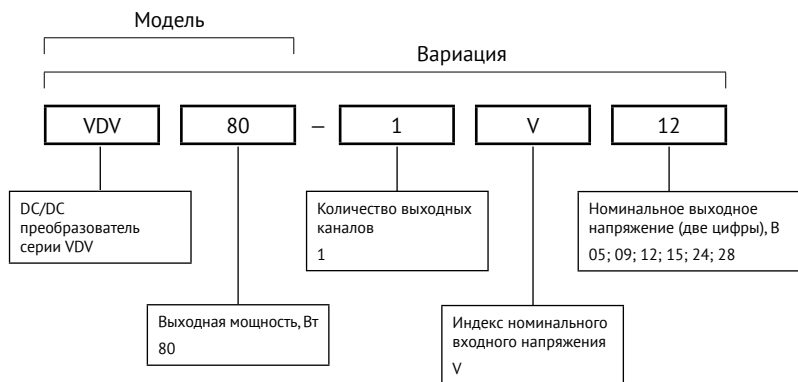 Модель
Вариация
VDV
80
–
1
V
12
DC/DC
преобразователь
серии VDV
Количество выходных
каналов
1
Номинальное выходное
напряжение (две цифры), В
05; 09; 12; 15; 24; 28
Выходная мощность, Вт
80
Индекс номинального
входного напряжения
V